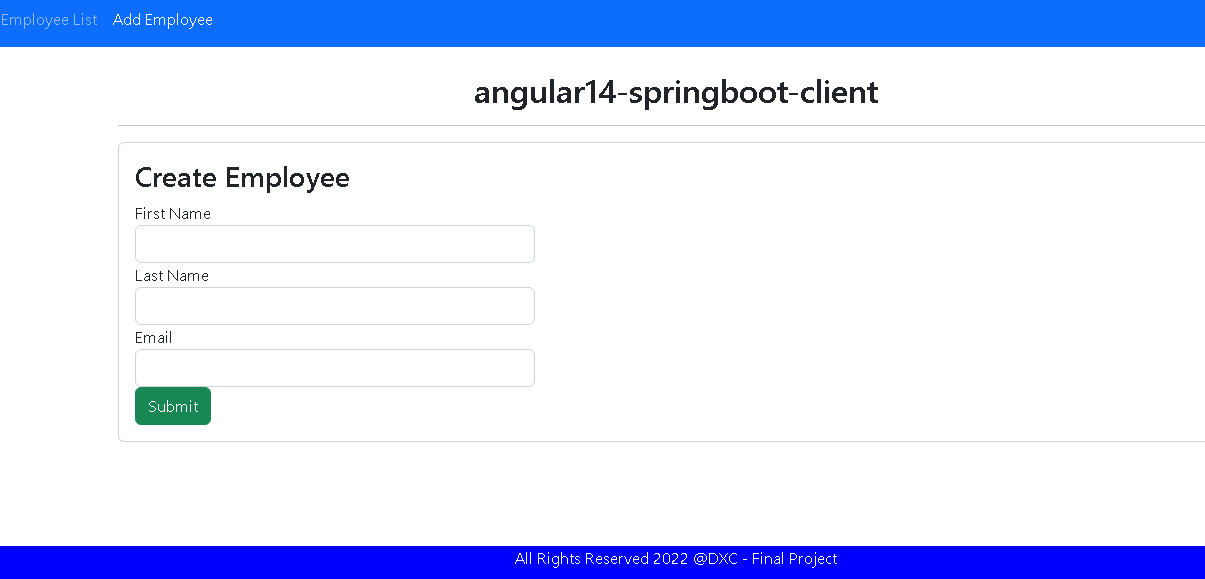 Employee List Add Employee
angular14-springboot-client
Create Employee
First Name
Last Name
Email
Submit
All Rights Reserved 2022 @DXC - Final Project